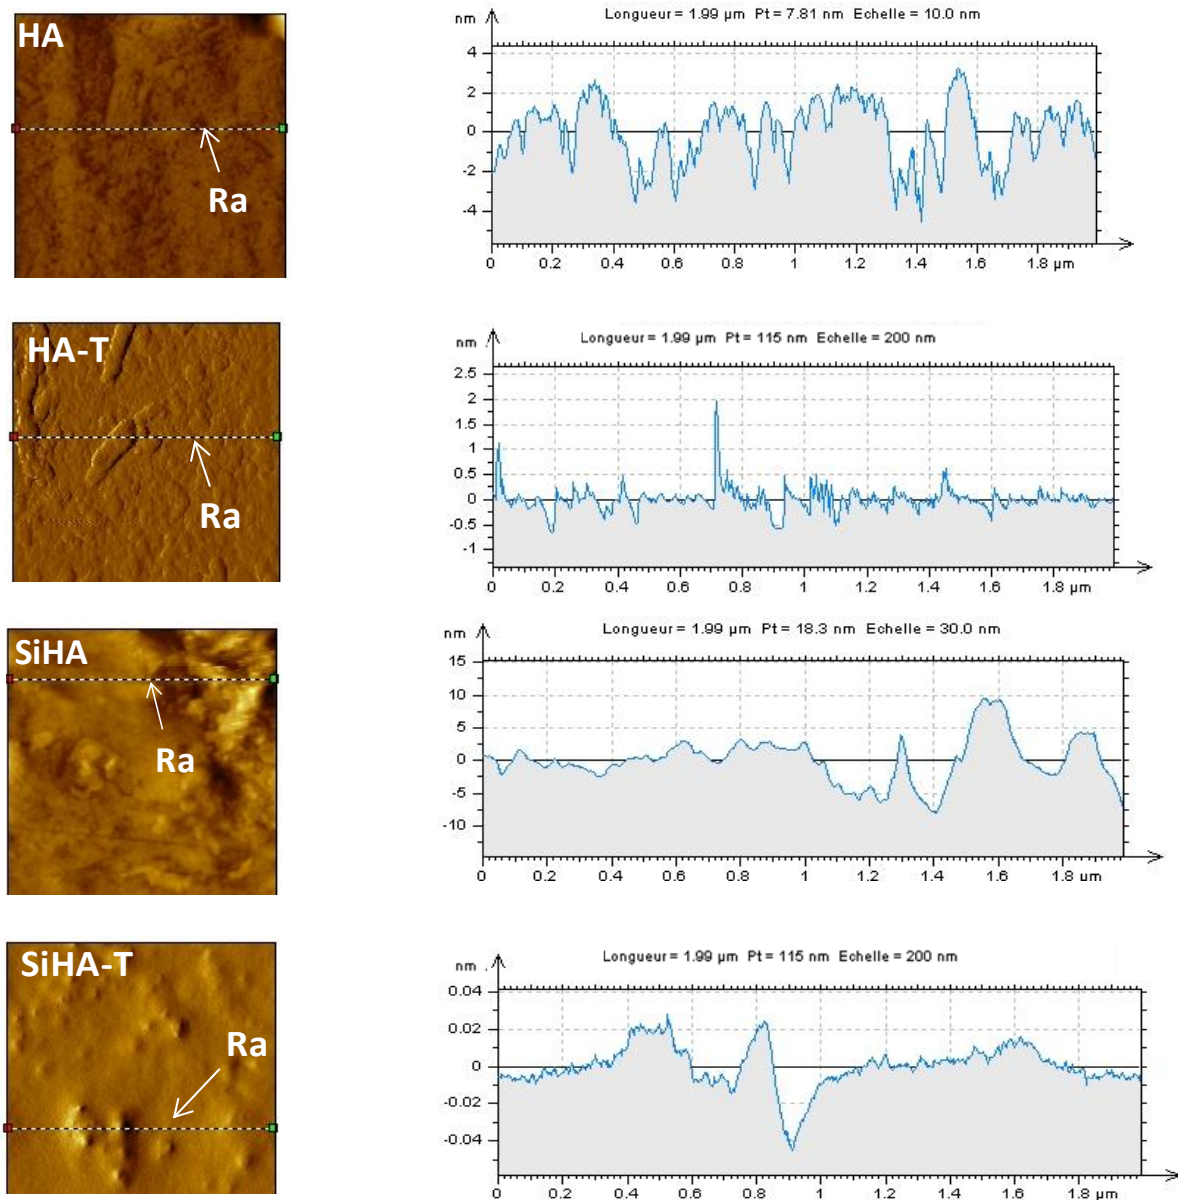 HA
Ra
Longueur = 1.99 µm Pt = 7.81 nm Echelle = 10.0 nm
nm
4
2
0
-2
-4
0 0.2 0.4 0.6 0.8 1 1.2 1.4 1.6 1.8 µm
HA-T
Ra
Longueur = 1.99 µm Pt = 115 nm Echelle = 200 nm
nm
2.5
2
1.5
1
0.5
0
-0.5
-1
0 0.2 0.4 0.6 0.8 1 1.2 1.4 1.6 1.8 µm
SiHA
Ra
Longueur = 1.99 µm Pt = 18.3 nm Echelle = 30.0 nm
nm
15
10
5
0
-5
-10
0 0.2 0.4 0.6 0.8 1 1.2 1.4 1.6 1.8 µm
SiHA-T
Ra
Longueur = 1.99 µm Pt = 115 nm Echelle = 200 nm
nm
0.04
0.02
0
-0.02
-0.04
0 0.2 0.4 0.6 0.8 1 1.2 1.4 1.6 1.8 µm